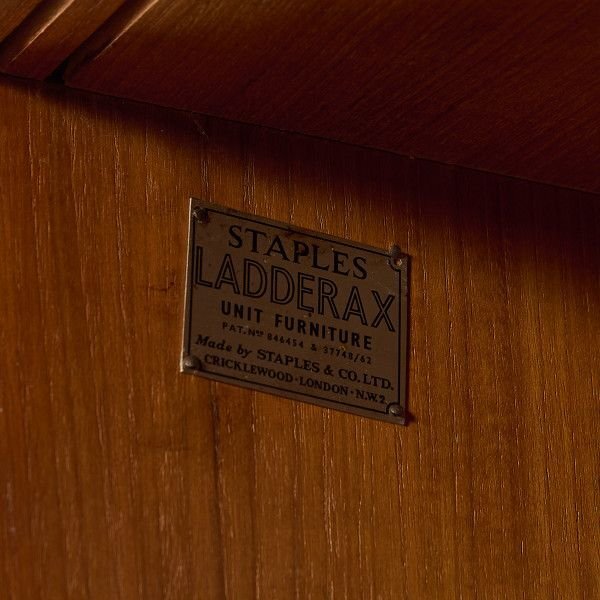 STAPLES
LADDERAX
UNIT FURNITURE
PAT. Nos 846454 & 37748/62
Made by STAPLES & CO. LTD.
CRICKLEWOOD · LONDON · N.W.2